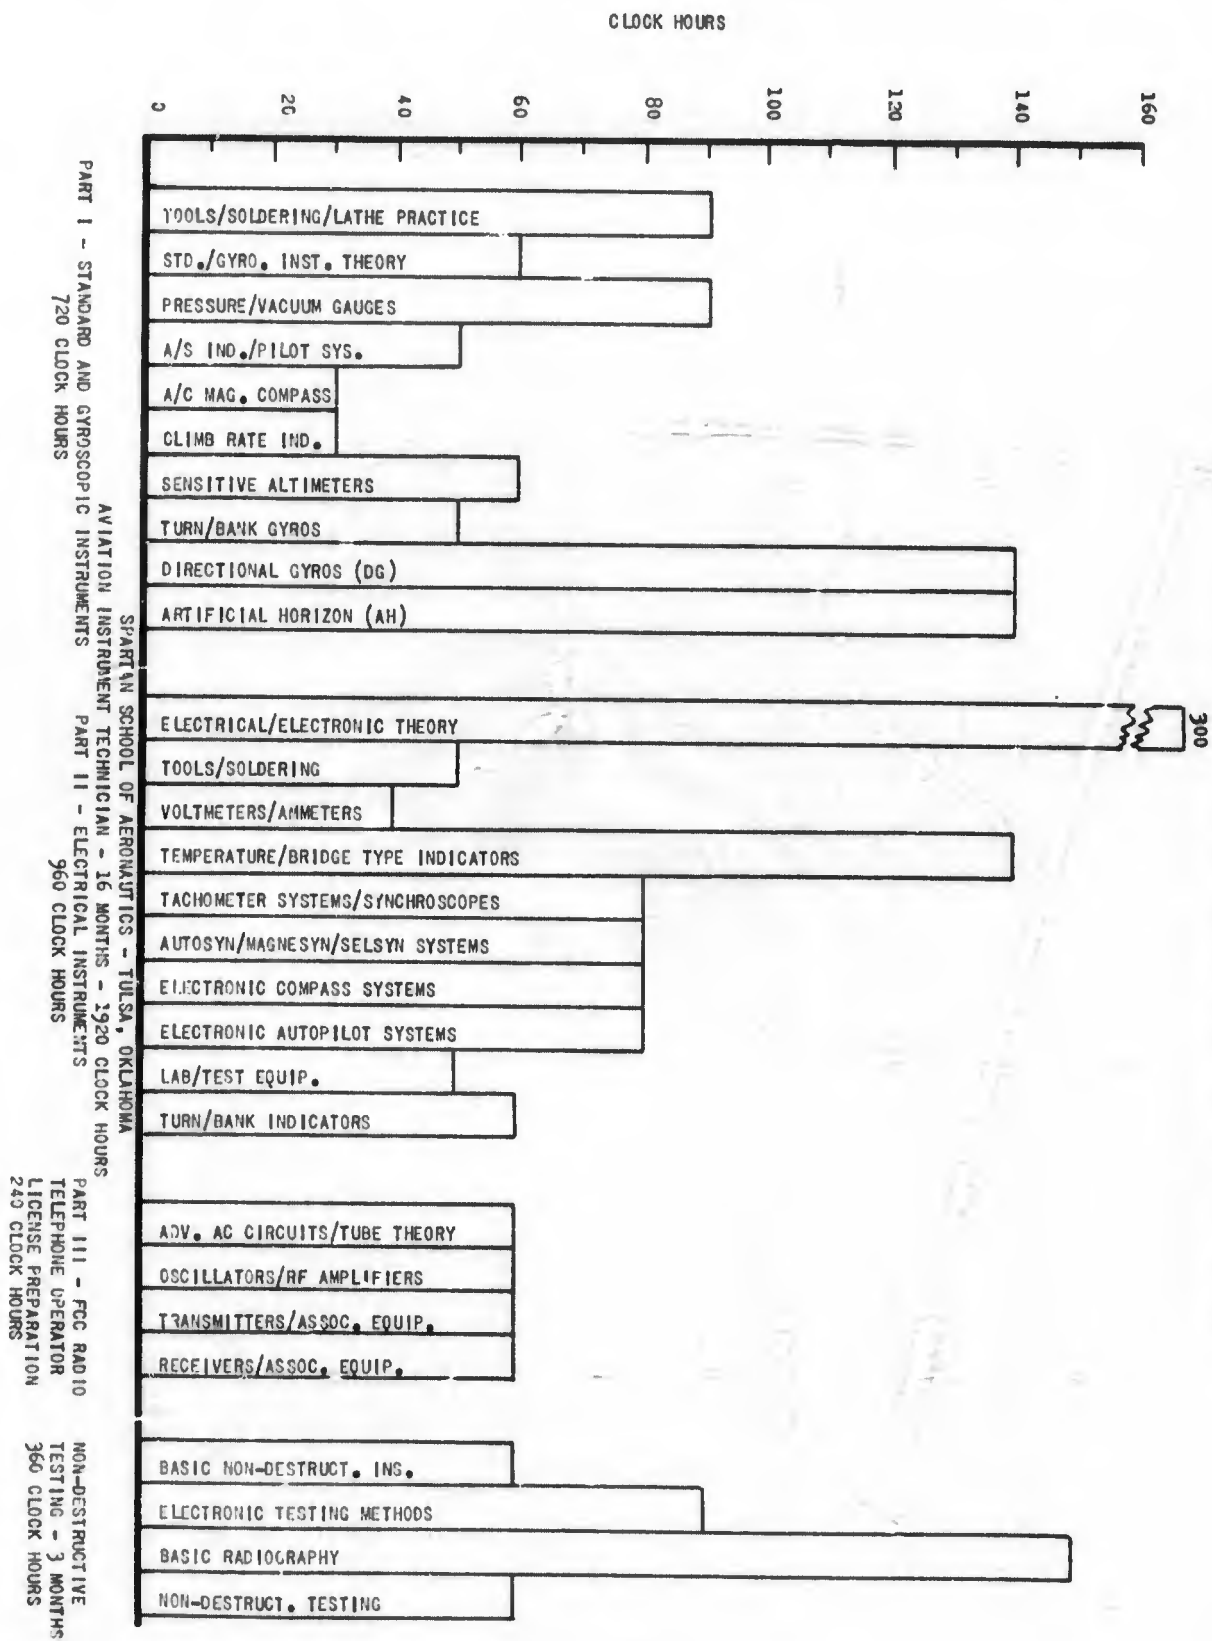 CLOCK HOURS
0
20
40
60
80
100
120
140
160
TOOLS/SOLDERING/LATHE PRACTICE
STD./GYRO. INST. THEORY
PRESSURE/VACUUM GAUGES
A/S IND./PILOT SYS.
A/C MAG. COMPASS
CLIMB RATE IND.
SENSITIVE ALTIMETERS
TURN/BANK GYROS
DIRECTIONAL GYROS (DG)
ARTIFICIAL HORIZON (AH)
PART I - STANDARD AND GYROSCOPIC INSTRUMENTS
720 CLOCK HOURS
ELECTRICAL/ELECTRONIC THEORY
300
TOOLS/SOLDERING
VOLTMETERS/AMMETERS
TEMPERATURE/BRIDGE TYPE INDICATORS
TACHOMETER SYSTEMS/SYNCHROSCOPES
AUTOSYN/MAGNESYN/SELSYN SYSTEMS
ELECTRONIC COMPASS SYSTEMS
ELECTRONIC AUTOPILOT SYSTEMS
LAB/TEST EQUIP.
TURN/BANK INDICATORS
PART II - ELECTRICAL INSTRUMENTS
960 CLOCK HOURS
ADV. AC CIRCUITS/TUBE THEORY
OSCILLATORS/RF AMPLIFIERS
TRANSMITTERS/ASSOC. EQUIP.
RECEIVERS/ASSOC. EQUIP.
PART III - FCC RADIO
TELEPHONE OPERATOR
LICENSE PREPARATION
240 CLOCK HOURS
BASIC NON-DESTRUCT. INS.
ELECTRONIC TESTING METHODS
BASIC RADIOGRAPHY
NON-DESTRUCT. TESTING
NON-DESTRUCTIVE
TESTING - 3 MONTHS
360 CLOCK HOURS
SPARTAN SCHOOL OF AERONAUTICS - TULSA, OKLAHOMA
AVIATION INSTRUMENT TECHNICIAN - 16 MONTHS - 1920 CLOCK HOURS